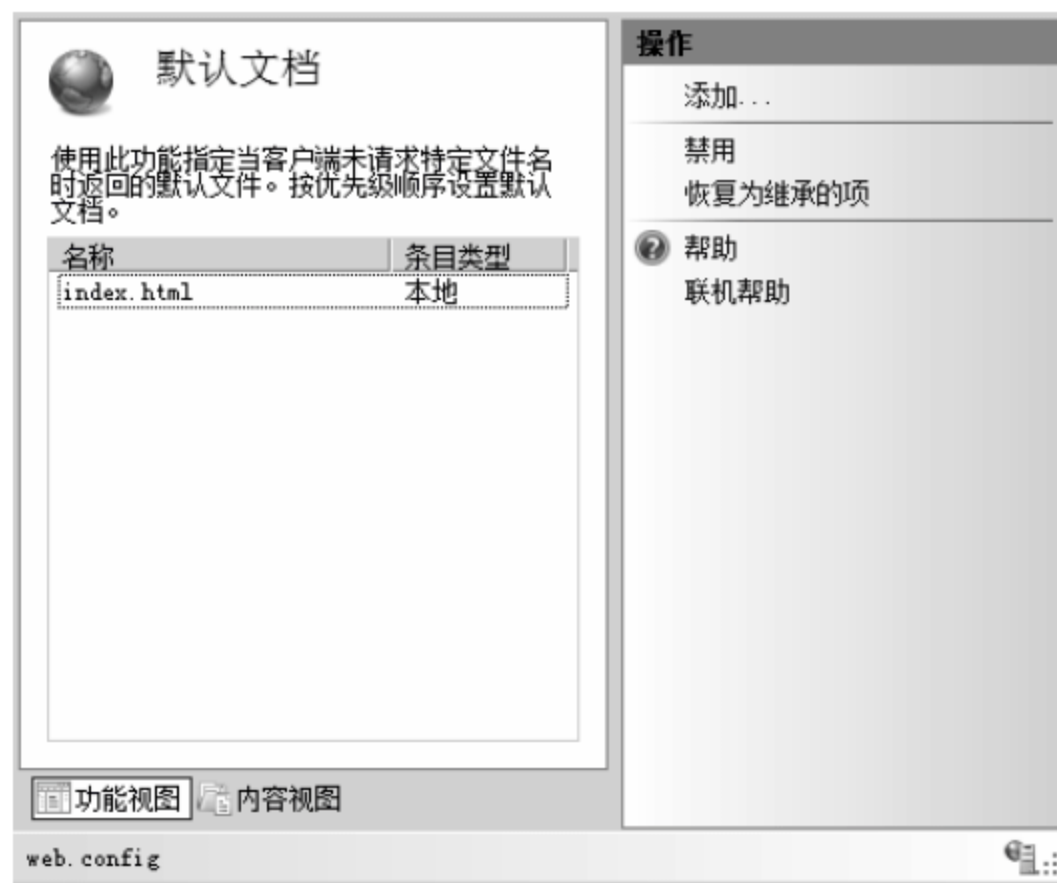 默认文档
使用此功能指定当客户端未请求特定文件名
时返回的默认文件。按优先级顺序设置默认
文档。
名称 条目类型
index.html 本地
功能视图 内容视图
web.config
操作
添加...
禁用
恢复为继承的项
帮助
联机帮助